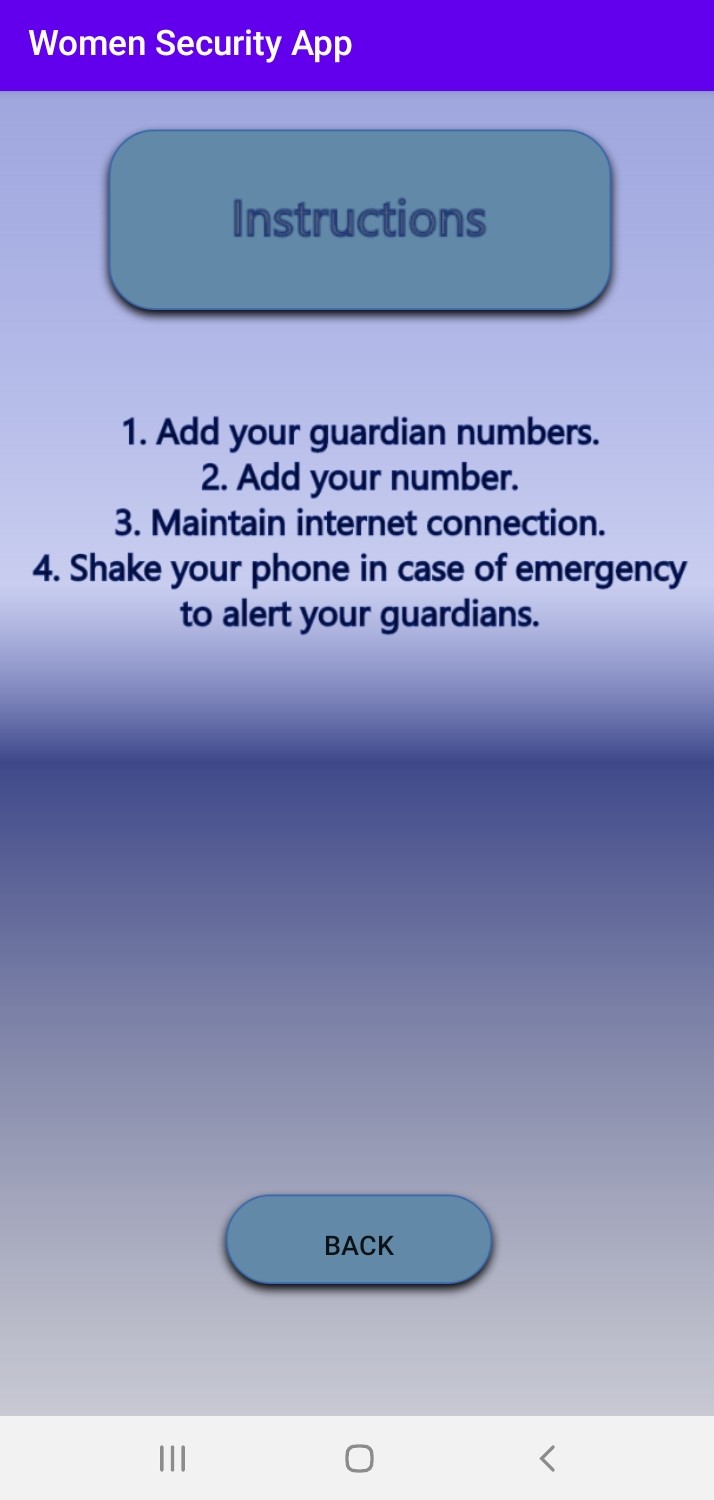 Women Security App
Instructions
1. Add your guardian numbers.
2. Add your number.
3. Maintain internet connection.
4. Shake your phone in case of emergency
to alert your guardians.
BACK